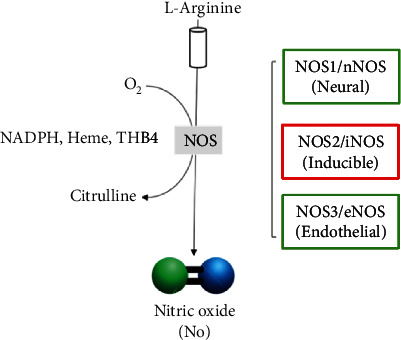 L-Arginine
O2
NADPH, Heme, THB4
NOS
Citrulline
Nitric oxide
(No)
NOS1/nNOS
(Neural)
NOS2/iNOS
(Inducible)
NOS3/eNOS
(Endothelial)